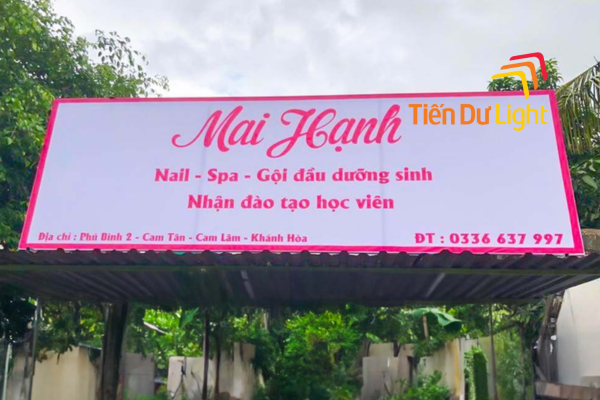 Mai Hạnh
Tiến Dư Light
Nail - Spa - Gội đầu dưỡng sinh
Nhận đào tạo học viên
Địa chỉ : Phú Bình 2 - Cam Tân - Cam Lâm - Khánh Hòa
ĐT : 0336 637 997